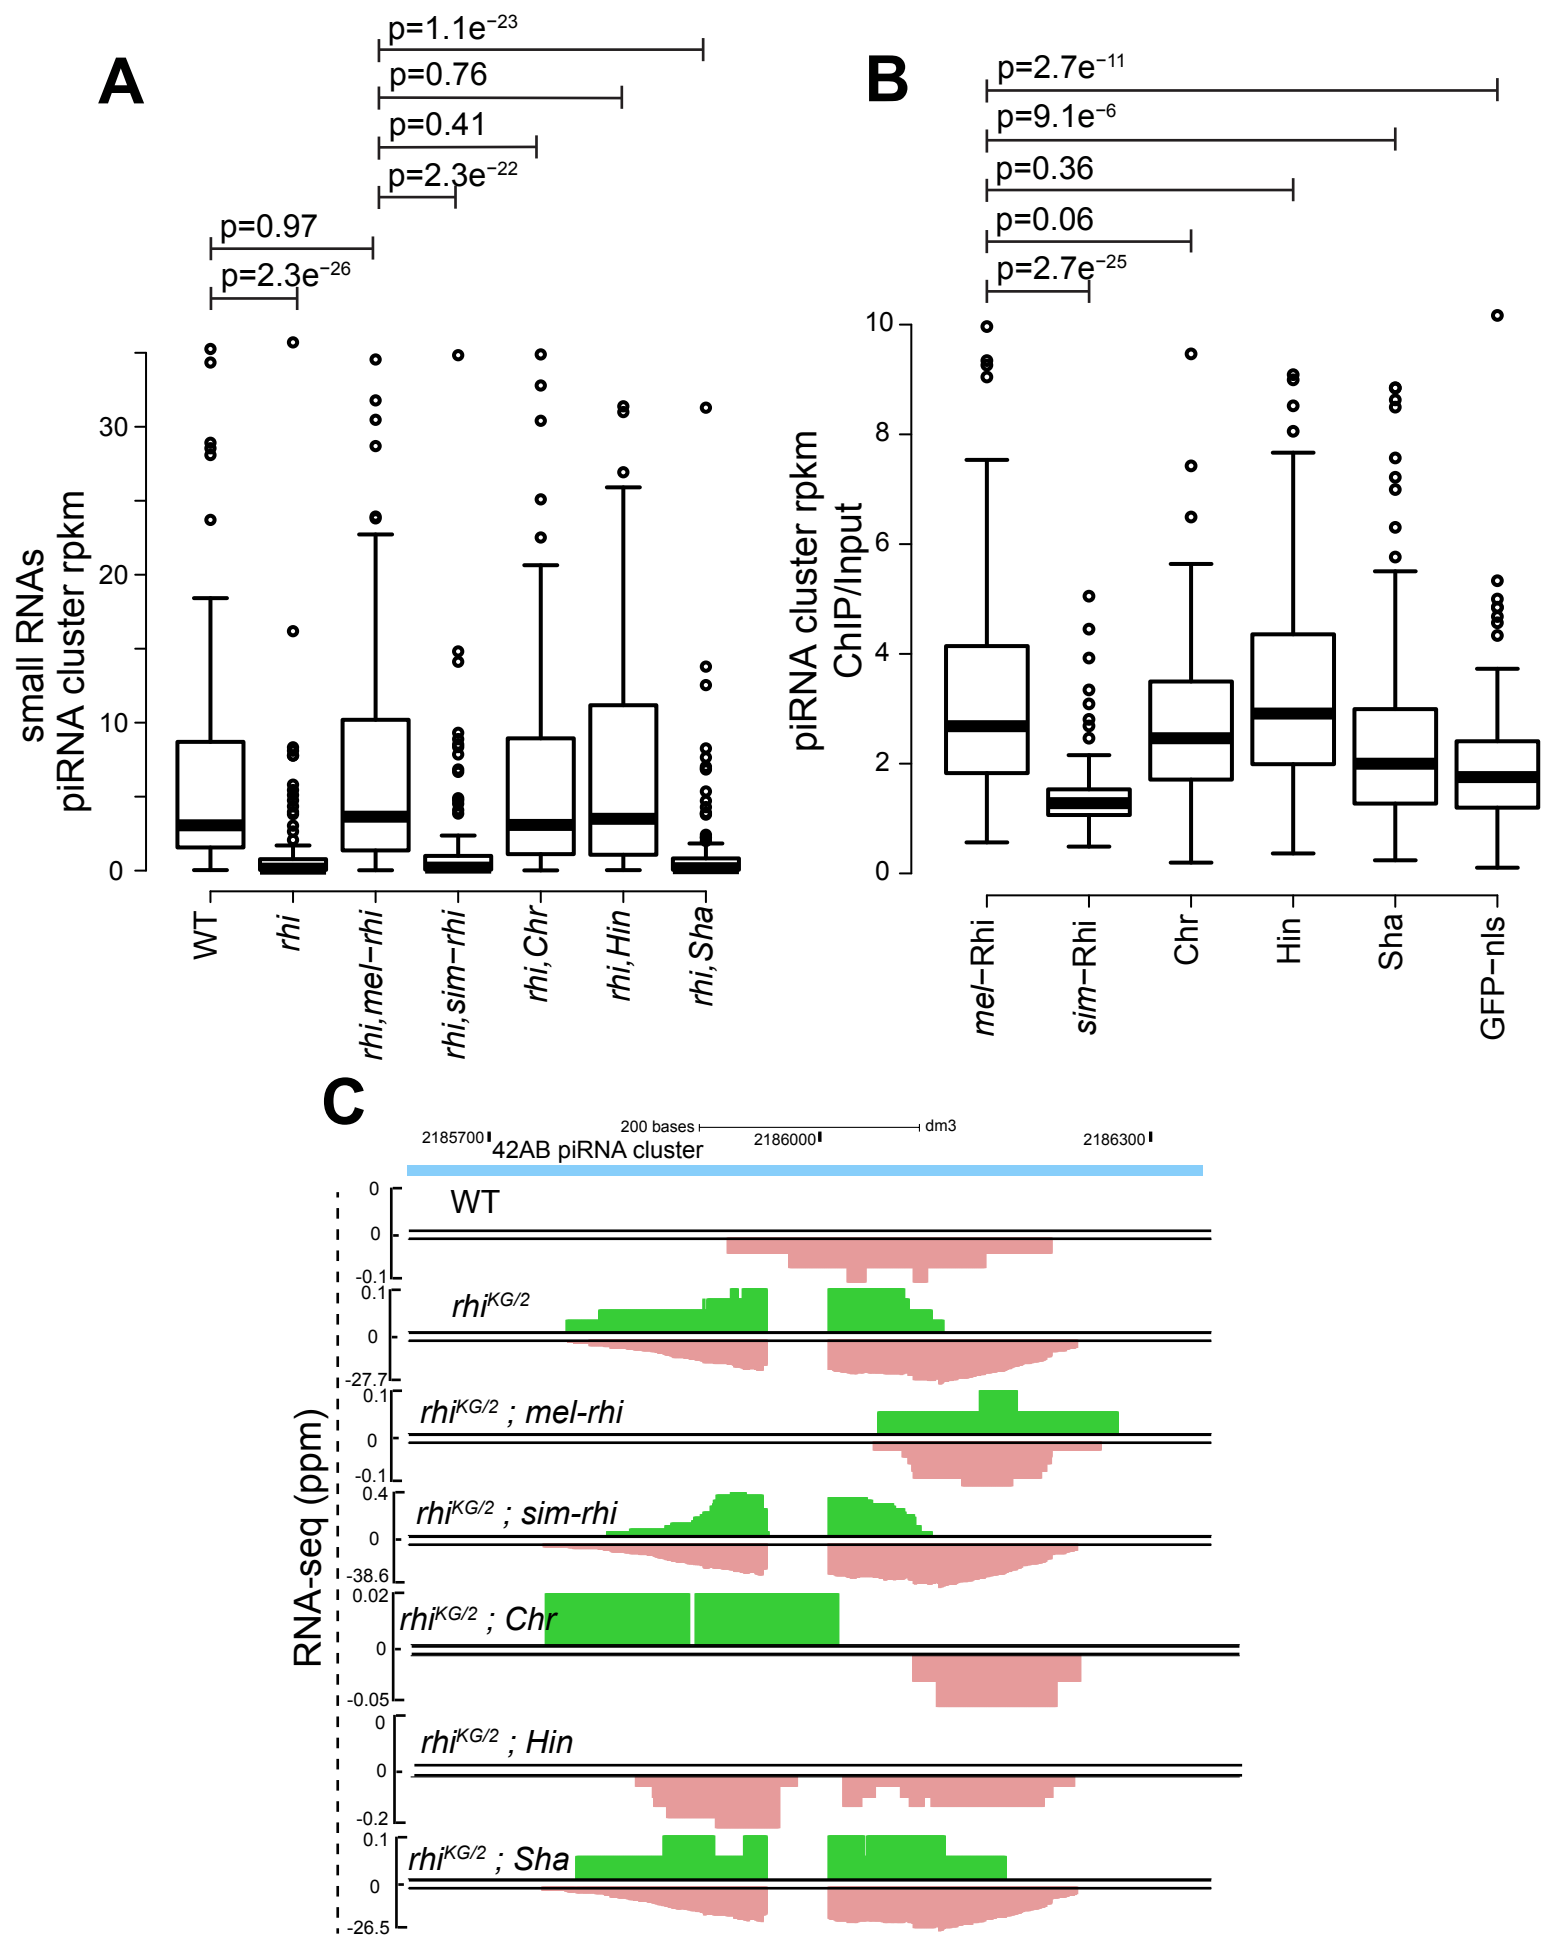 A
p=1.1e−23
p=0.76
p=0.41
p=2.3e−22
p=0.97
p=2.3e−26
small RNAs
piRNA cluster rpkm
30
20
10
0
WT
rhi
rhi,mel−rhi
rhi,sim−rhi
rhi,Chr
rhi,Hin
rhi,Sha
B
p=2.7e−11
p=9.1e−6
p=0.36
p=0.06
p=2.7e−25
piRNA cluster rpkm
ChIP/Input
10
8
6
4
2
0
mel−Rhi
sim−Rhi
Chr
Hin
Sha
GFP−nls
C
200 bases dm3
2185700 2186000 2186300
42AB piRNA cluster
RNA-seq (ppm)
0
WT
0
-0.1
0.1
rhiKG/2
0
-27.7
0.1
rhiKG/2 ; mel-rhi
0
-0.1
0.4
rhiKG/2 ; sim-rhi
0
-38.6
0.02
rhiKG/2 ; Chr
0
-0.05
0
rhiKG/2 ; Hin
0
-0.2
0.1
rhiKG/2 ; Sha
0
-26.5